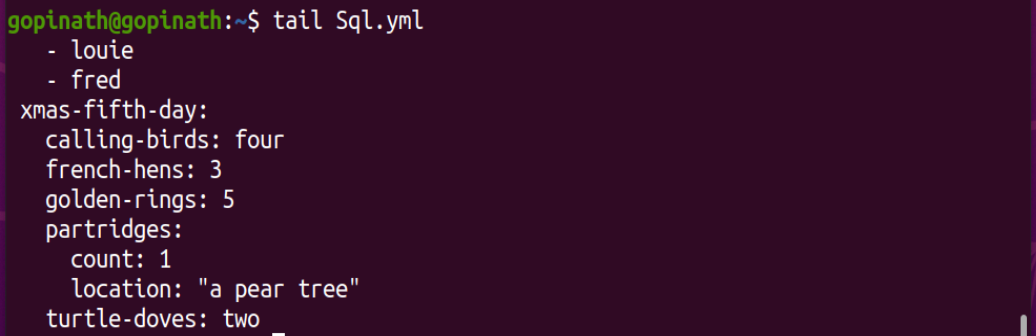 gopinath@gopinath:~$ tail Sql.yml
   - louie
   - fred
 xmas-fifth-day:
   calling-birds: four
   french-hens: 3
   golden-rings: 5
   partridges:
     count: 1
     location: "a pear tree"
   turtle-doves: two